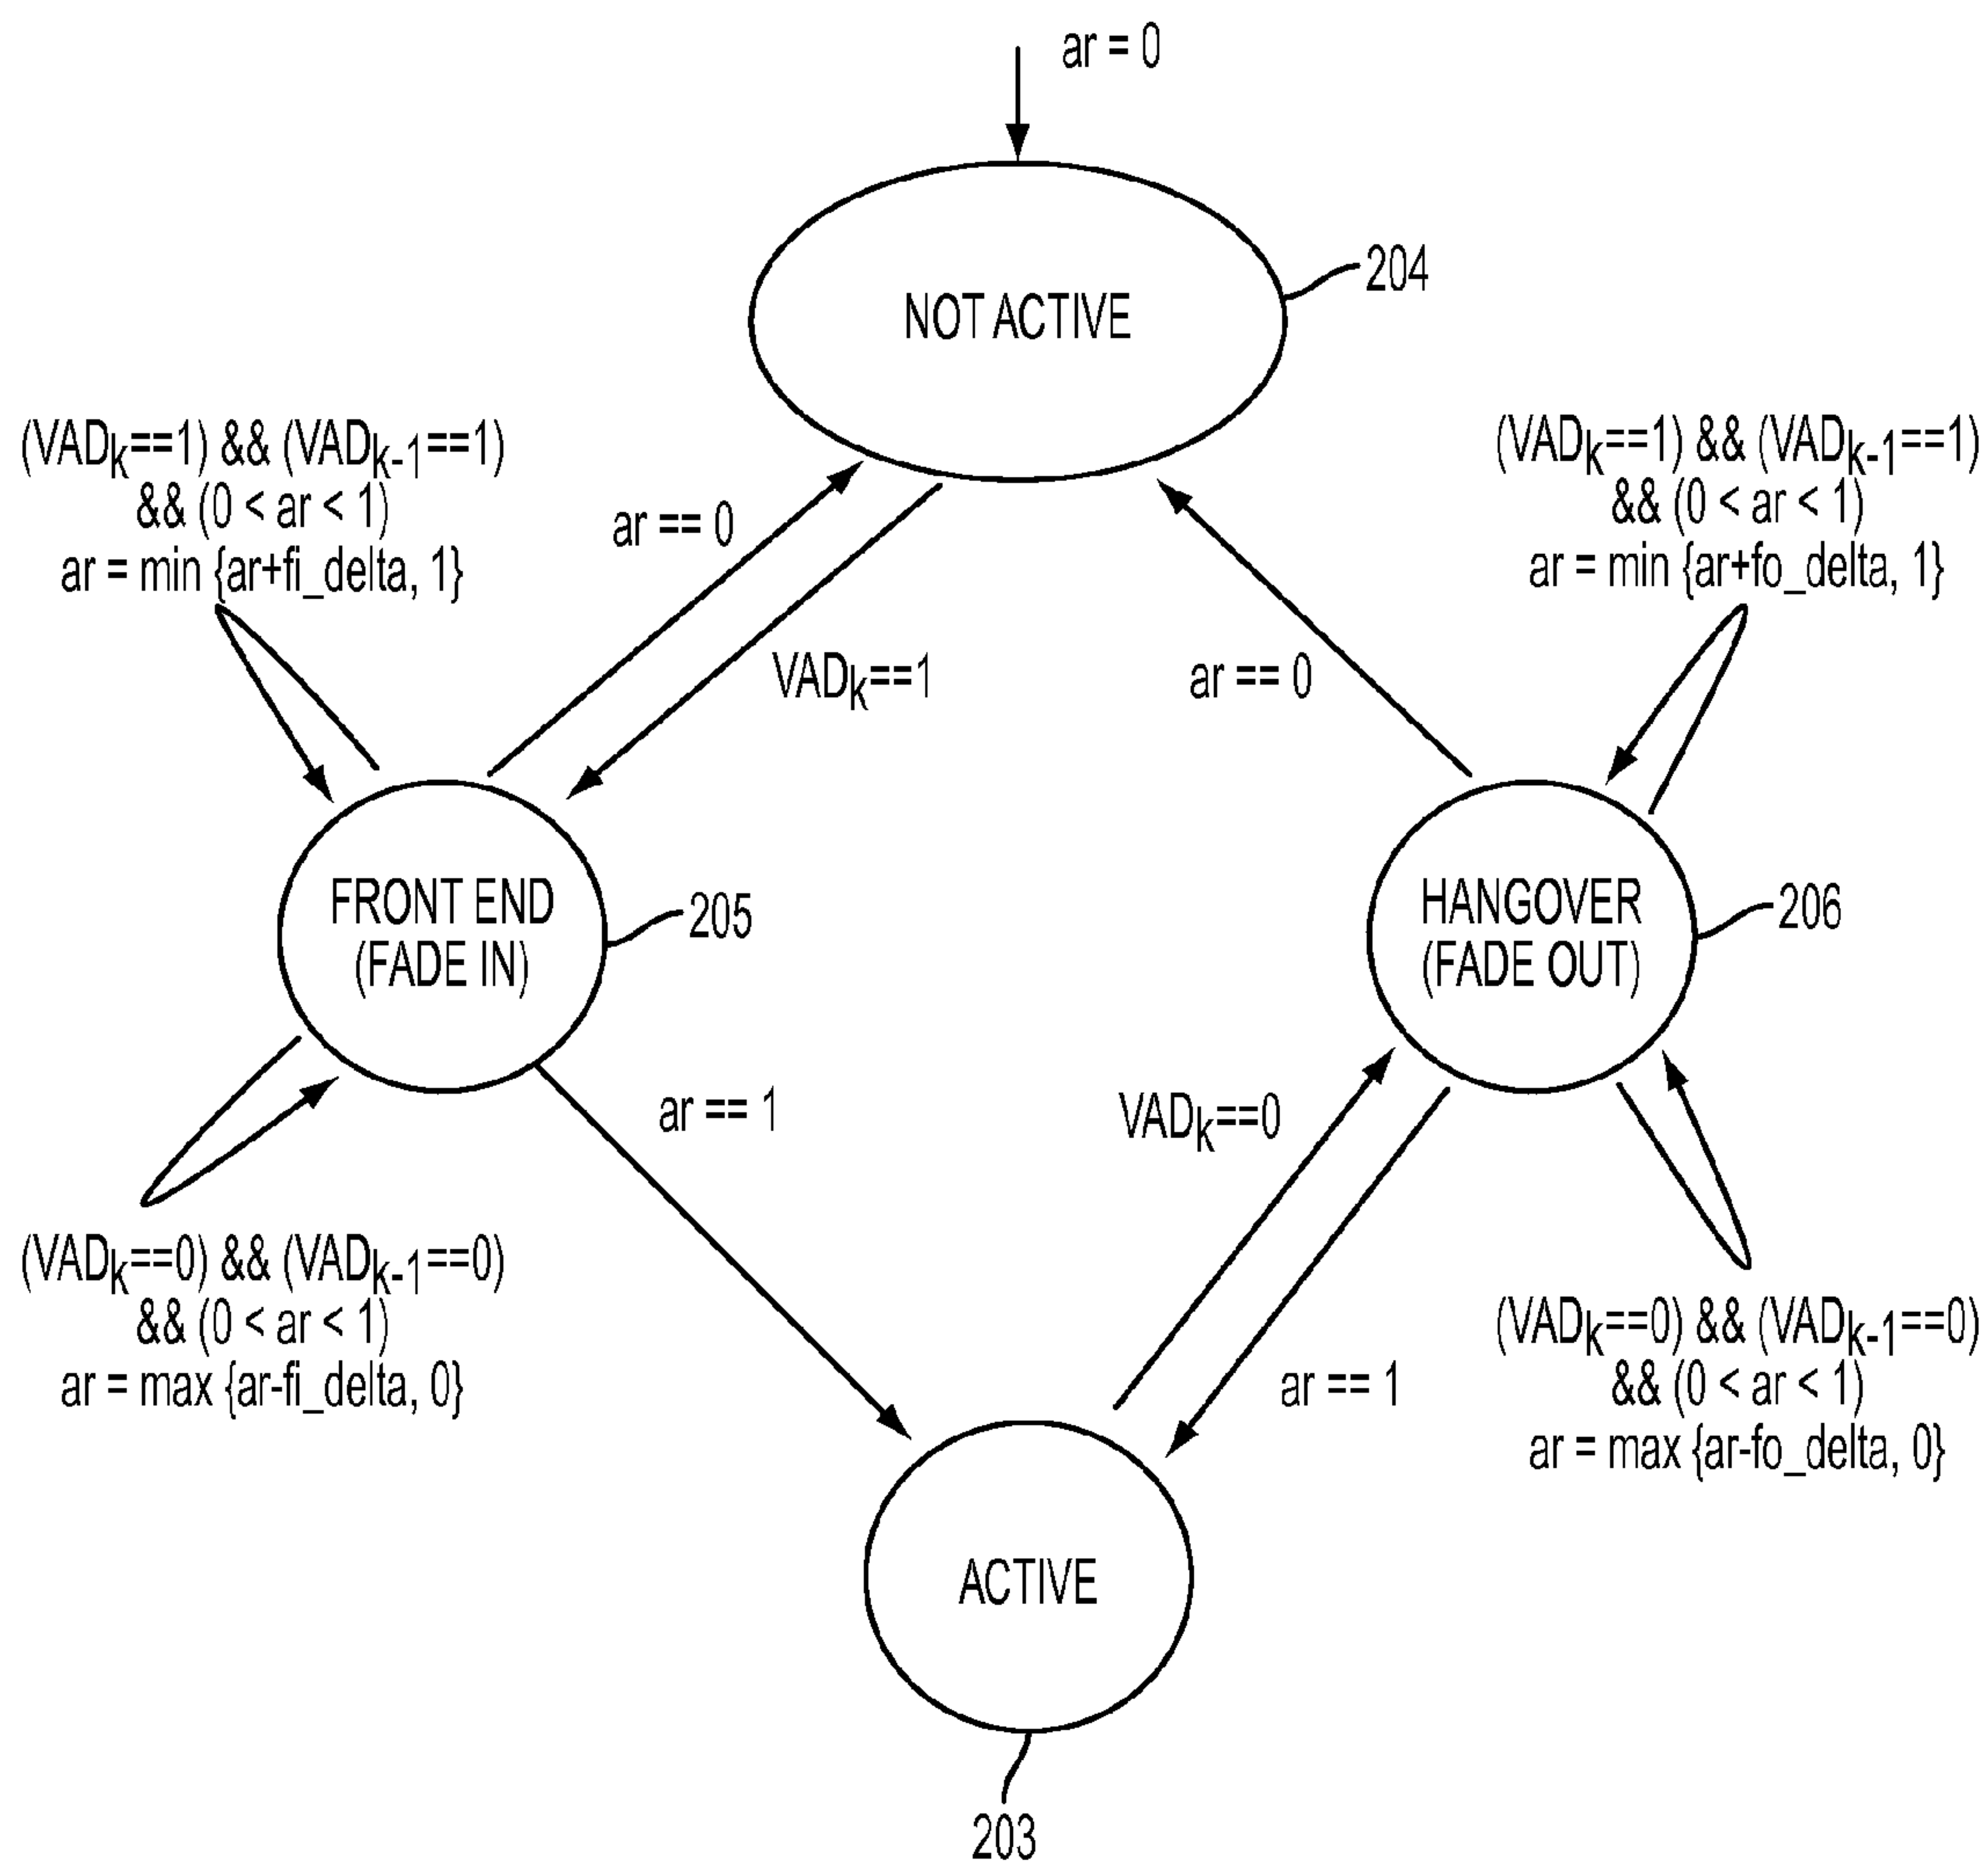 ar = 0
NOT ACTIVE
204
(VADk==1) && (VADk-1==1)
&& (0 < ar < 1)
ar = min {ar+fi_delta, 1}
ar == 0
VADk==1
ar == 0
(VADk==1) && (VADk-1==1)
&& (0 < ar < 1)
ar = min {ar+fo_delta, 1}
FRONT END
(FADE IN)
205
HANGOVER
(FADE OUT)
206
ar == 1
VADk==0
(VADk==0) && (VADk-1==0)
&& (0 < ar < 1)
ar = max {ar-fi_delta, 0}
ar == 1
(VADk==0) && (VADk-1==0)
&& (0 < ar < 1)
ar = max {ar-fo_delta, 0}
ACTIVE
203